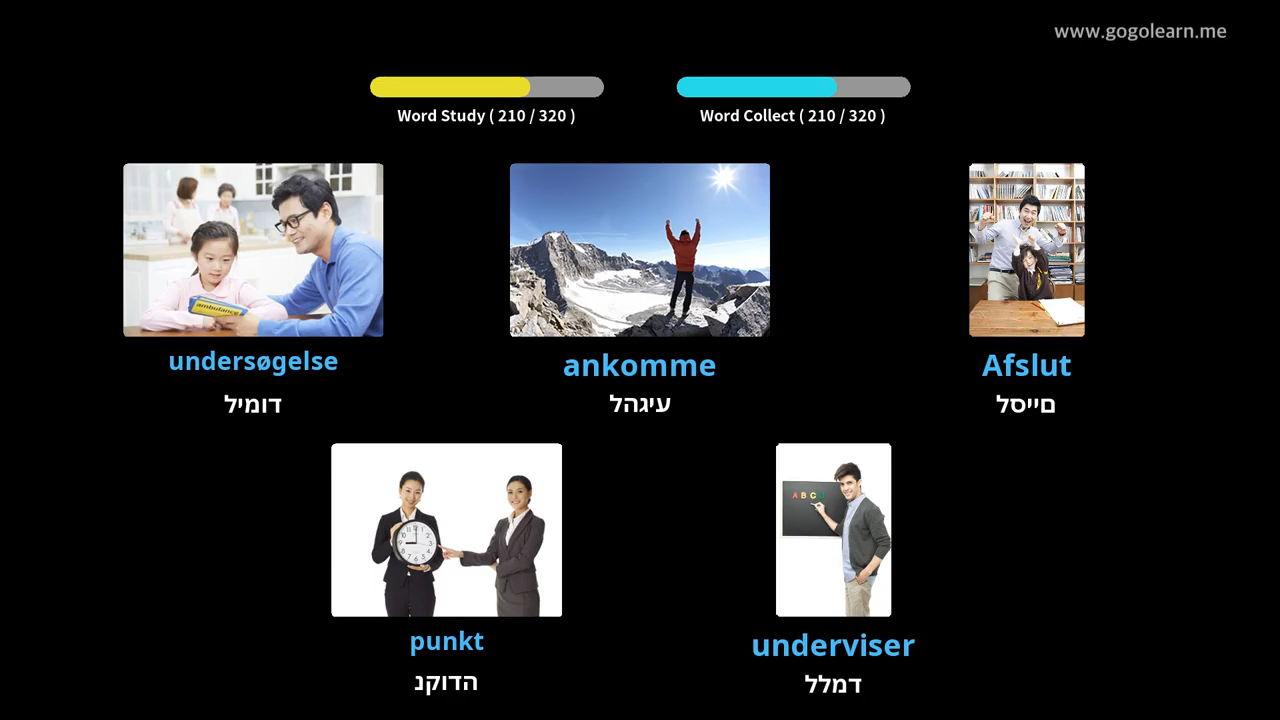 www.gogolearn.me
Word Study ( 210 / 320 )
Word Collect ( 210 / 320 )
ambulance
undersøgelse
דומיל
ankomme
עיגהל
Afslut
םייסל
punkt
הדוקנ
A B C
underviser
דמלל